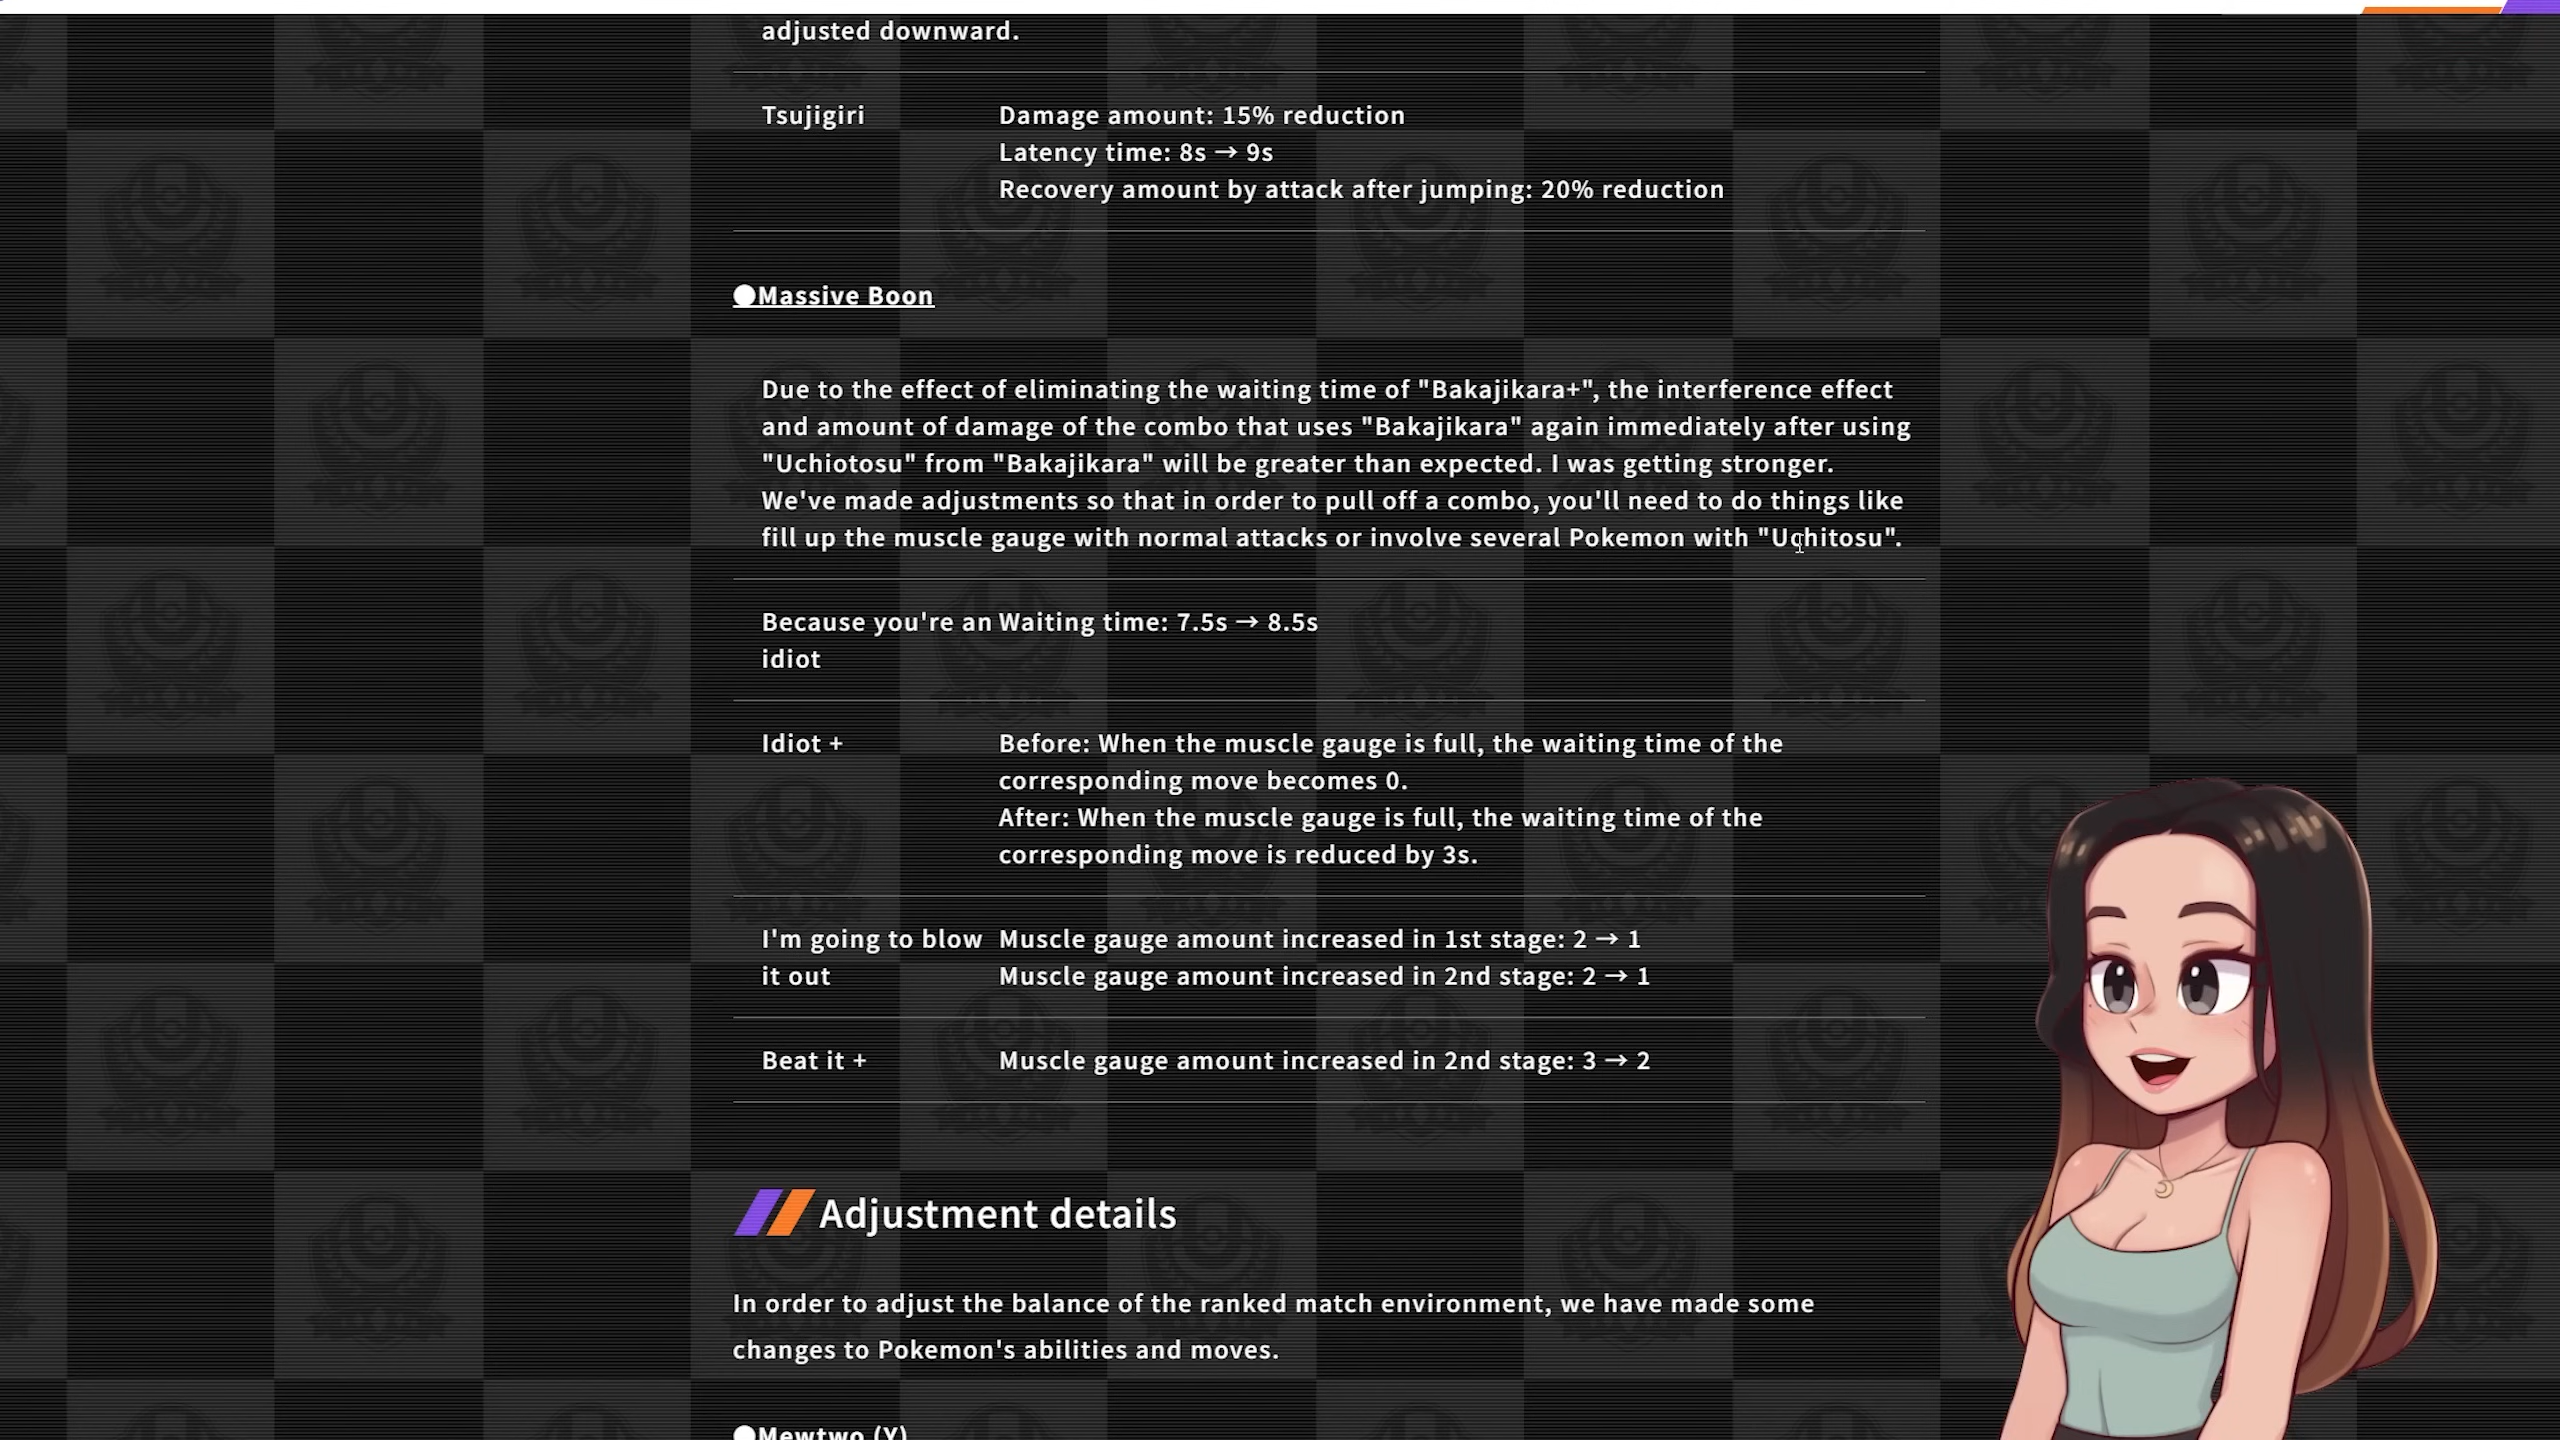 adjusted downward.
Tsujigiri
Damage amount: 15% reduction
Latency time: 8s → 9s
Recovery amount by attack after jumping: 20% reduction
●Massive Boon
Due to the effect of eliminating the waiting time of "Bakajikara+", the interference effect
and amount of damage of the combo that uses "Bakajikara" again immediately after using
"Uchiotosu" from "Bakajikara" will be greater than expected. I was getting stronger.
We've made adjustments so that in order to pull off a combo, you'll need to do things like
fill up the muscle gauge with normal attacks or involve several Pokemon with "Uchitosu".
Because you're an Waiting time: 7.5s → 8.5s
idiot
Idiot +
Before: When the muscle gauge is full, the waiting time of the
corresponding move becomes 0.
After: When the muscle gauge is full, the waiting time of the
corresponding move is reduced by 3s.
I'm going to blow Muscle gauge amount increased in 1st stage: 2 → 1
it out Muscle gauge amount increased in 2nd stage: 2 → 1
Beat it + Muscle gauge amount increased in 2nd stage: 3 → 2
Adjustment details
In order to adjust the balance of the ranked match environment, we have made some
changes to Pokemon's abilities and moves.
●Mewtwo (Y)